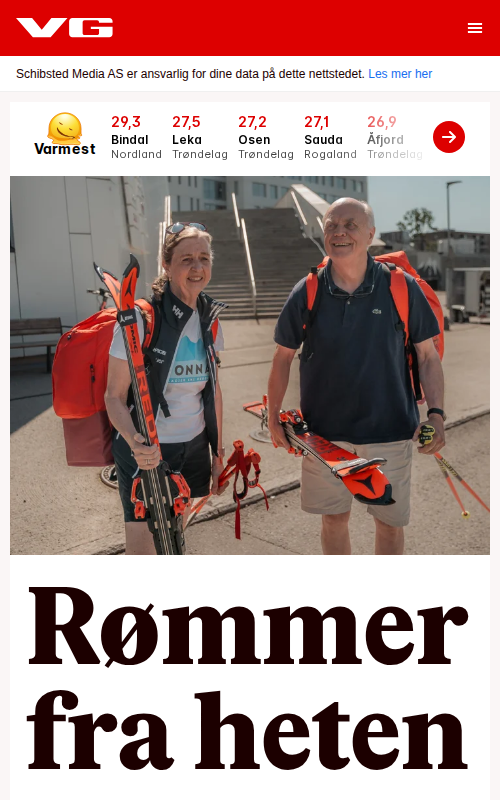 VG
Schibsted Media AS er ansvarlig for dine data på dette nettstedet. Les mer her
Varmest
29,3
Bindal
Nordland
27,5
Leka
Trøndelag
27,2
Osen
Trøndelag
27,1
Sauda
Rogaland
26,9
Åfjord
Trøndelag
HH
ONNA
Rømmer
fra heten